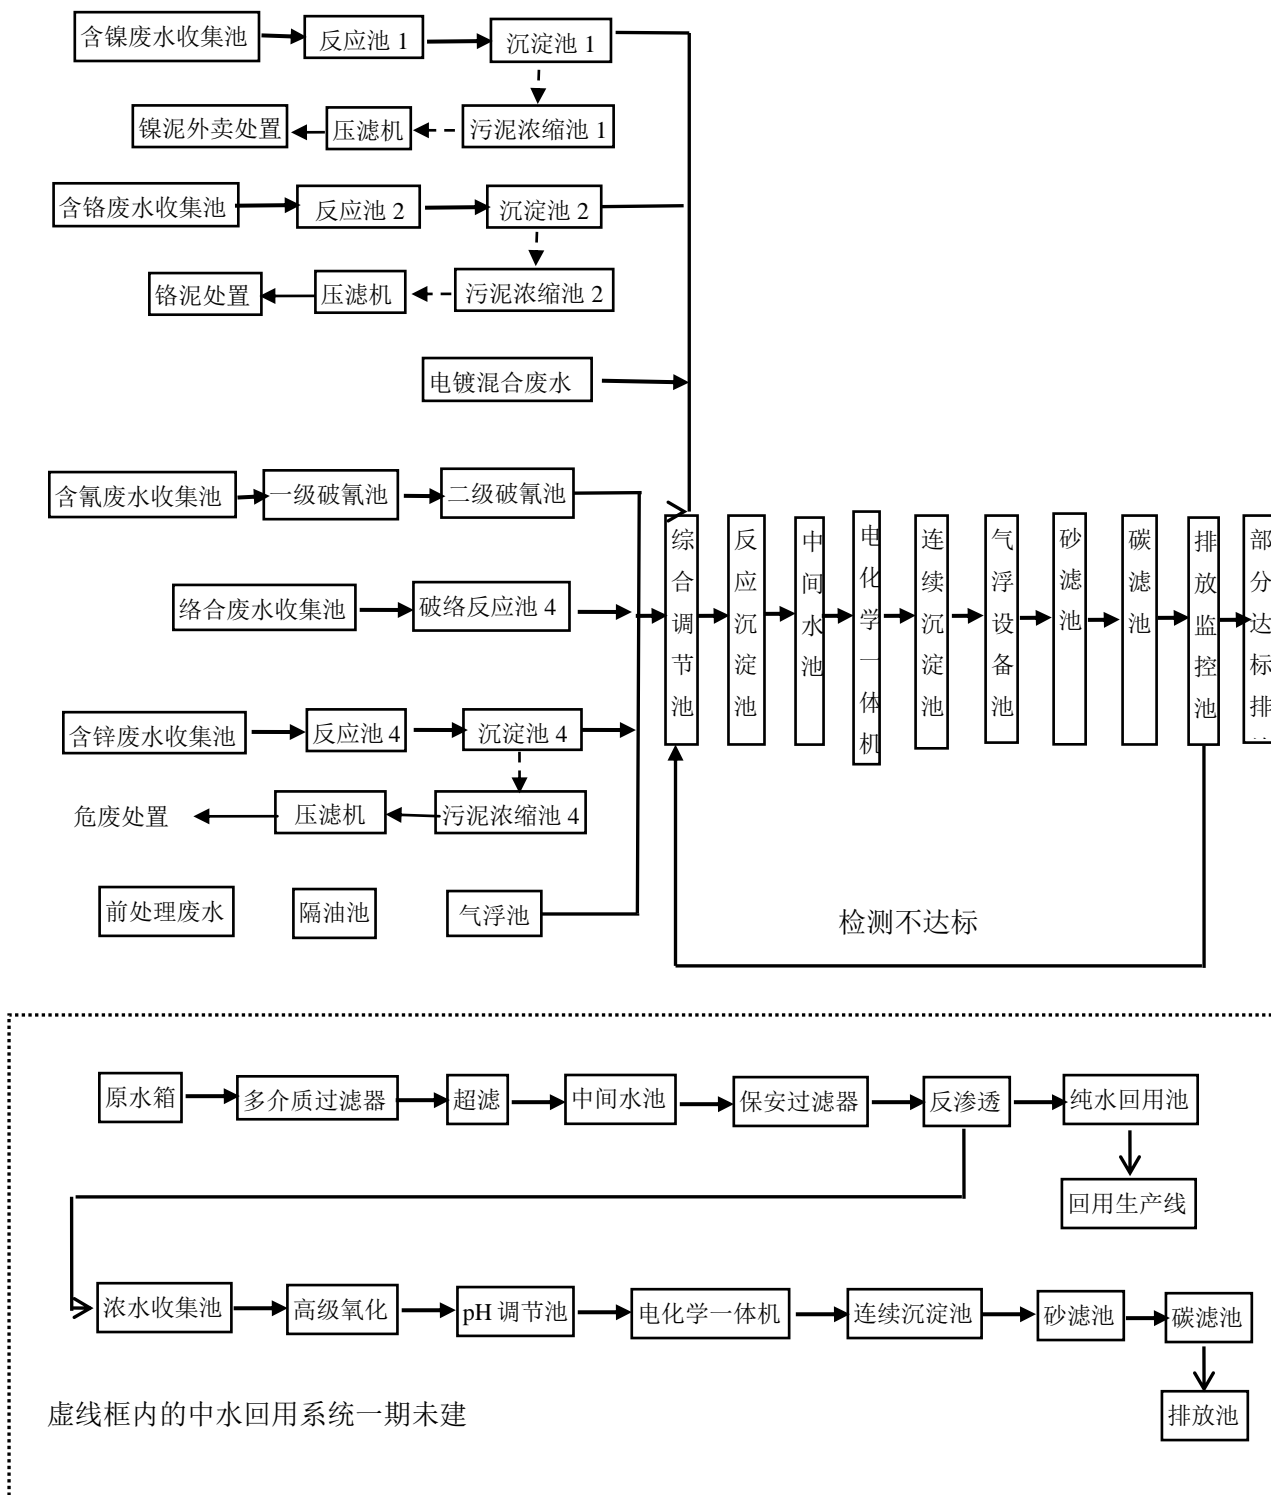 含镍废水收集池
反应池 1
沉淀池 1
镍泥外卖处置
压滤机
污泥浓缩池 1
含铬废水收集池
反应池 2
沉淀池 2
铬泥处置
压滤机
污泥浓缩池 2
电镀混合废水
含氰废水收集池
一级破氰池
二级破氰池
络合废水收集池
破络反应池 4
含锌废水收集池
反应池 4
沉淀池 4
危废处置
压滤机
污泥浓缩池 4
前处理废水
隔油池
气浮池
综合调节池
反应沉淀池
中间水池
电化学一体机
连续沉淀池
气浮设备池
砂滤池
碳滤池
排放监控池
部分达标排
检测不达标
原水箱
多介质过滤器
超滤
中间水池
保安过滤器
反渗透
纯水回用池
回用生产线
浓水收集池
高级氧化
pH 调节池
电化学一体机
连续沉淀池
砂滤池
碳滤池
排放池
虚线框内的中水回用系统一期未建